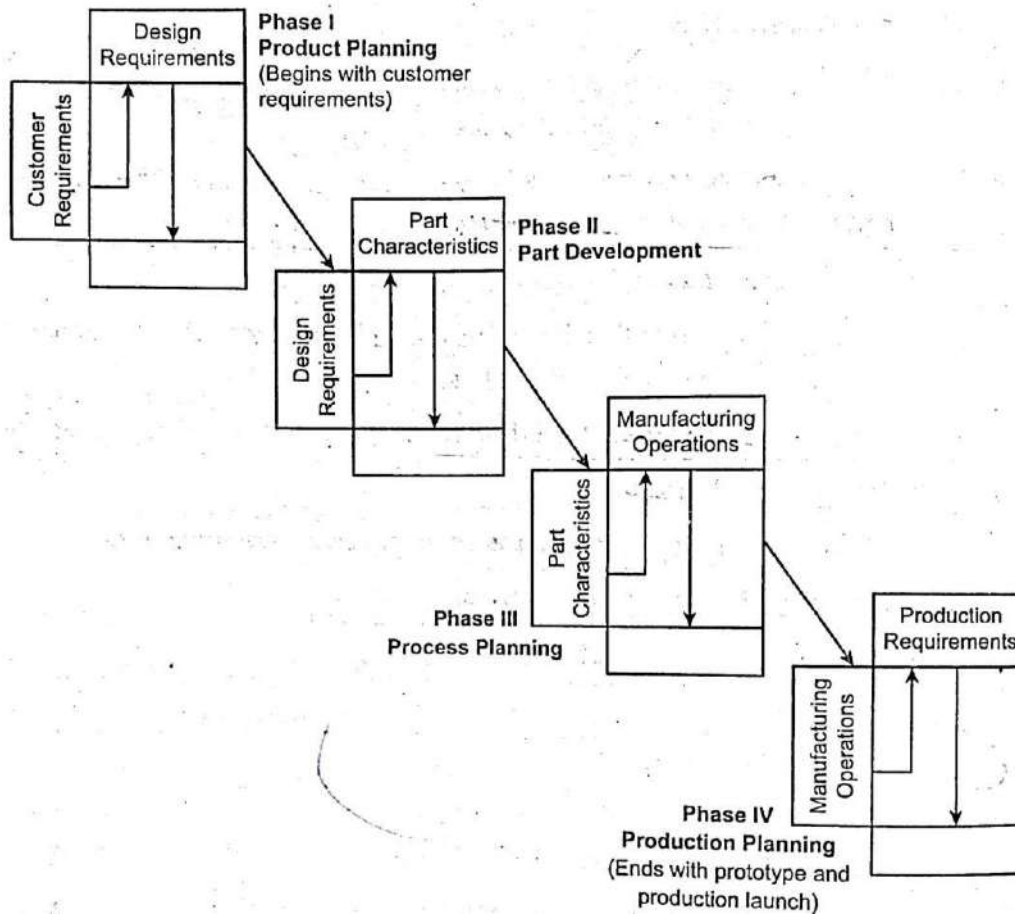 Design
Requirements
Phase I
Product Planning
(Begins with customer
requirements)
Customer
Requirements
Part
Characteristics
Phase II
Part Development
Design
Requirements
Manufacturing
Operations
Part
Characteristics
Phase III
Process Planning
Production
Requirements
Manufacturing
Operations
Phase IV
Production Planning
(Ends with prototype and
production launch)